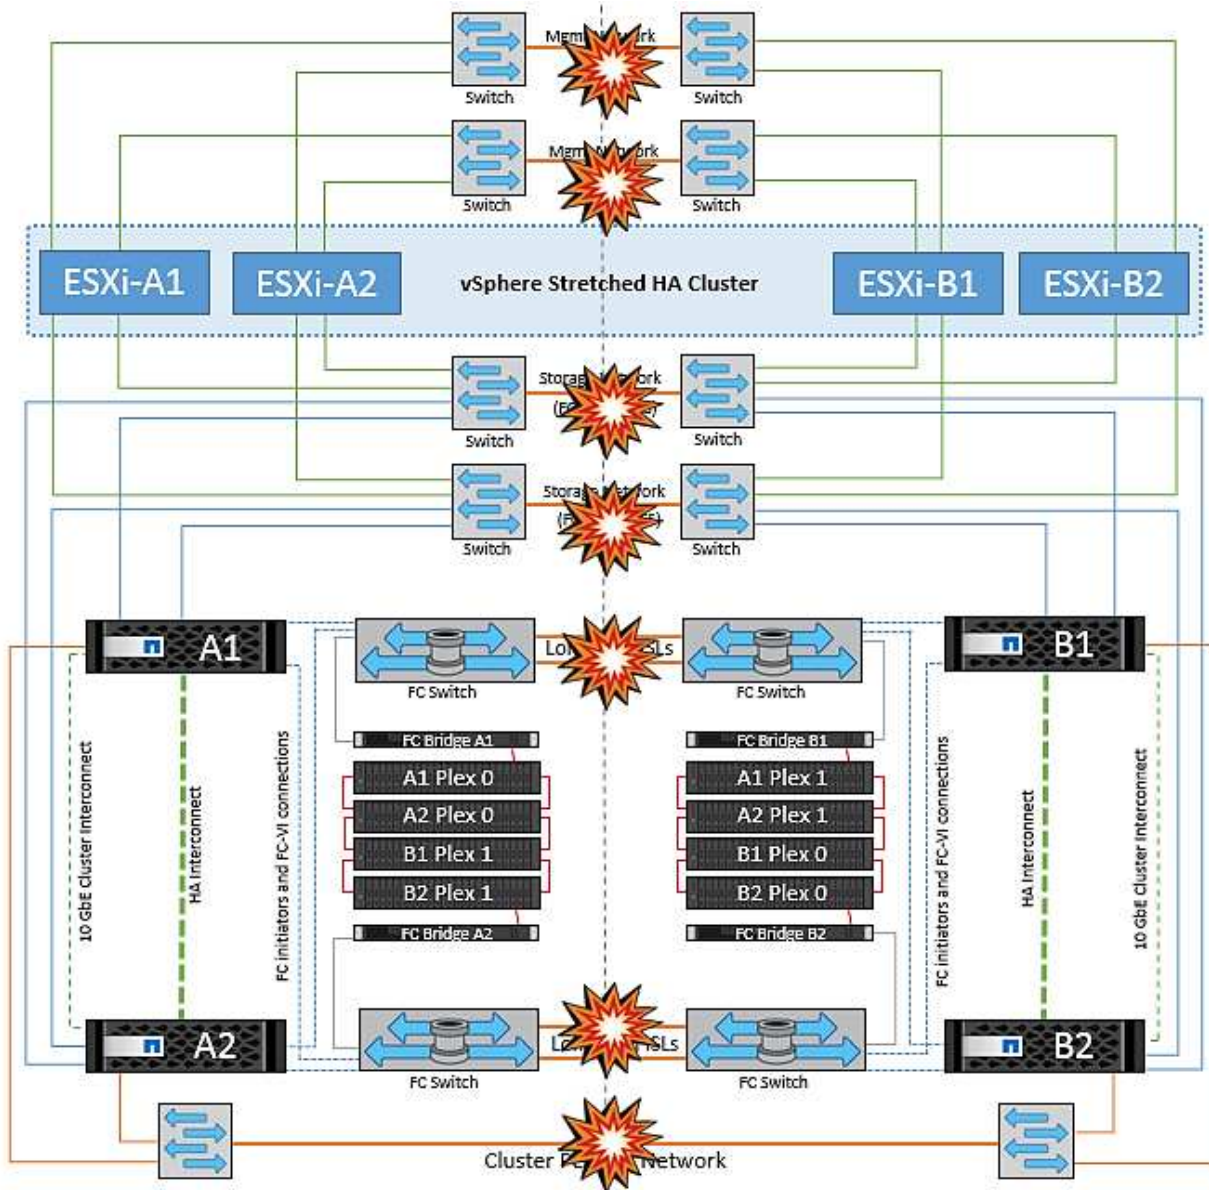 Switch
Switch
Switch
Switch
ESXi-A1
ESXi-A2
vSphere Stretched HA Cluster
ESXi-B1
ESXi-B2
Storage
Switch
Switch
Switch
Switch
A1
B1
FC Switch
FC Switch
FC Bridge A1
FC Bridge B1
A1 Plex 0
A1 Plex 1
A2 Plex 0
A2 Plex 1
B1 Plex 1
B1 Plex 0
B2 Plex 1
B2 Plex 0
FC Bridge A2
FC Bridge B2
10 GbE Cluster Interconnect
HA Interconnect
FC initiators and FC-VI connections
FC initiators and FC-VI connections
HA Interconnect
10 GbE Cluster Interconnect
A2
B2
FC Switch
FC Switch
Cluster Network